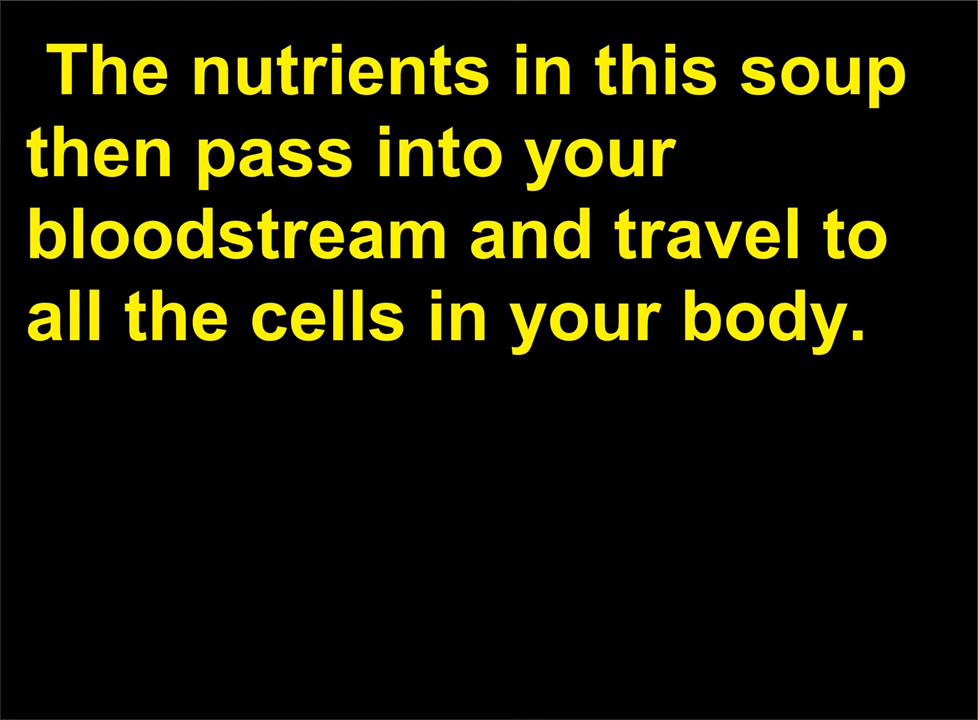 The nutrients in this soup
then pass into your
bloodstream and travel to
all the cells in your body.